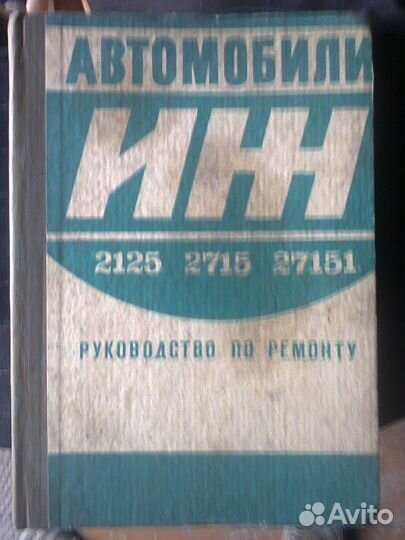 АВТОМОБИЛИ
ИЖ
2125 2715 27151
РУКОВОДСТВО ПО РЕМОНТУ
Avito